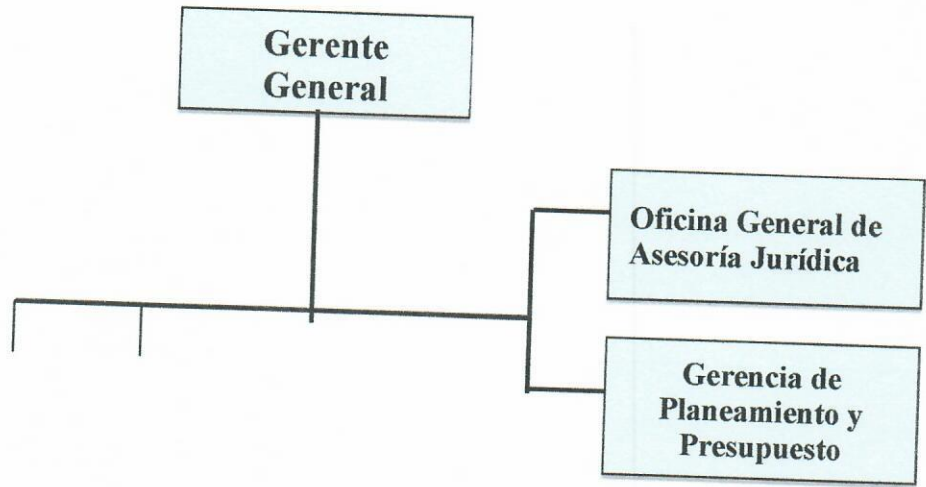 Gerente
General
Oficina General de
Asesoría Jurídica
Gerencia de
Planeamiento y
Presupuesto